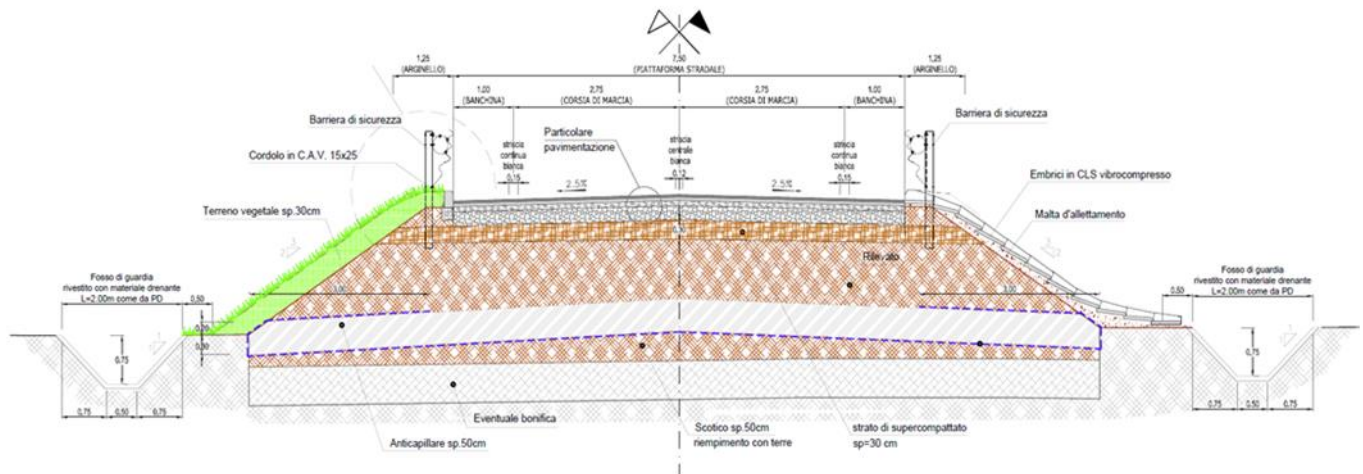 1,25
(ARGINELLO)
7,50
(PIATTAFORMA STRADALE)
1,25
(ARGINELLO)
1.00
(BANCHINA)
2,75
(CORSIA DI MARCIA)
2,75
(CORSIA DI MARCIA)
1.00
(BANCHINA)
Barriera di sicurezza
Barriera di sicurezza
Particolare
pavimentazione
striscia
continua
bianca
0,15
striscia
centrale
bianca
0,12
striscia
continua
bianca
0,15
Cordolo in C.A.V. 15x25
2.5%
2.5%
Embrici in CLS vibrocompresso
Terreno vegetale sp.30cm
Malta d'allettamento
Rilevato
Fosso di guardia
rivestito con materiale drenante
L=2.00m come da PD
0,50
3,00
3,00
0,50
Fosso di guardia
rivestito con materiale drenante
L=2.00m come da PD
0,75
0,75
0,75
0,50
0,75
0,75
0,50
0,75
Eventuale bonifica
Anticapillare sp.50cm
Scotico sp.50cm
riempimento con terre
strato di supercompattato
sp=30 cm